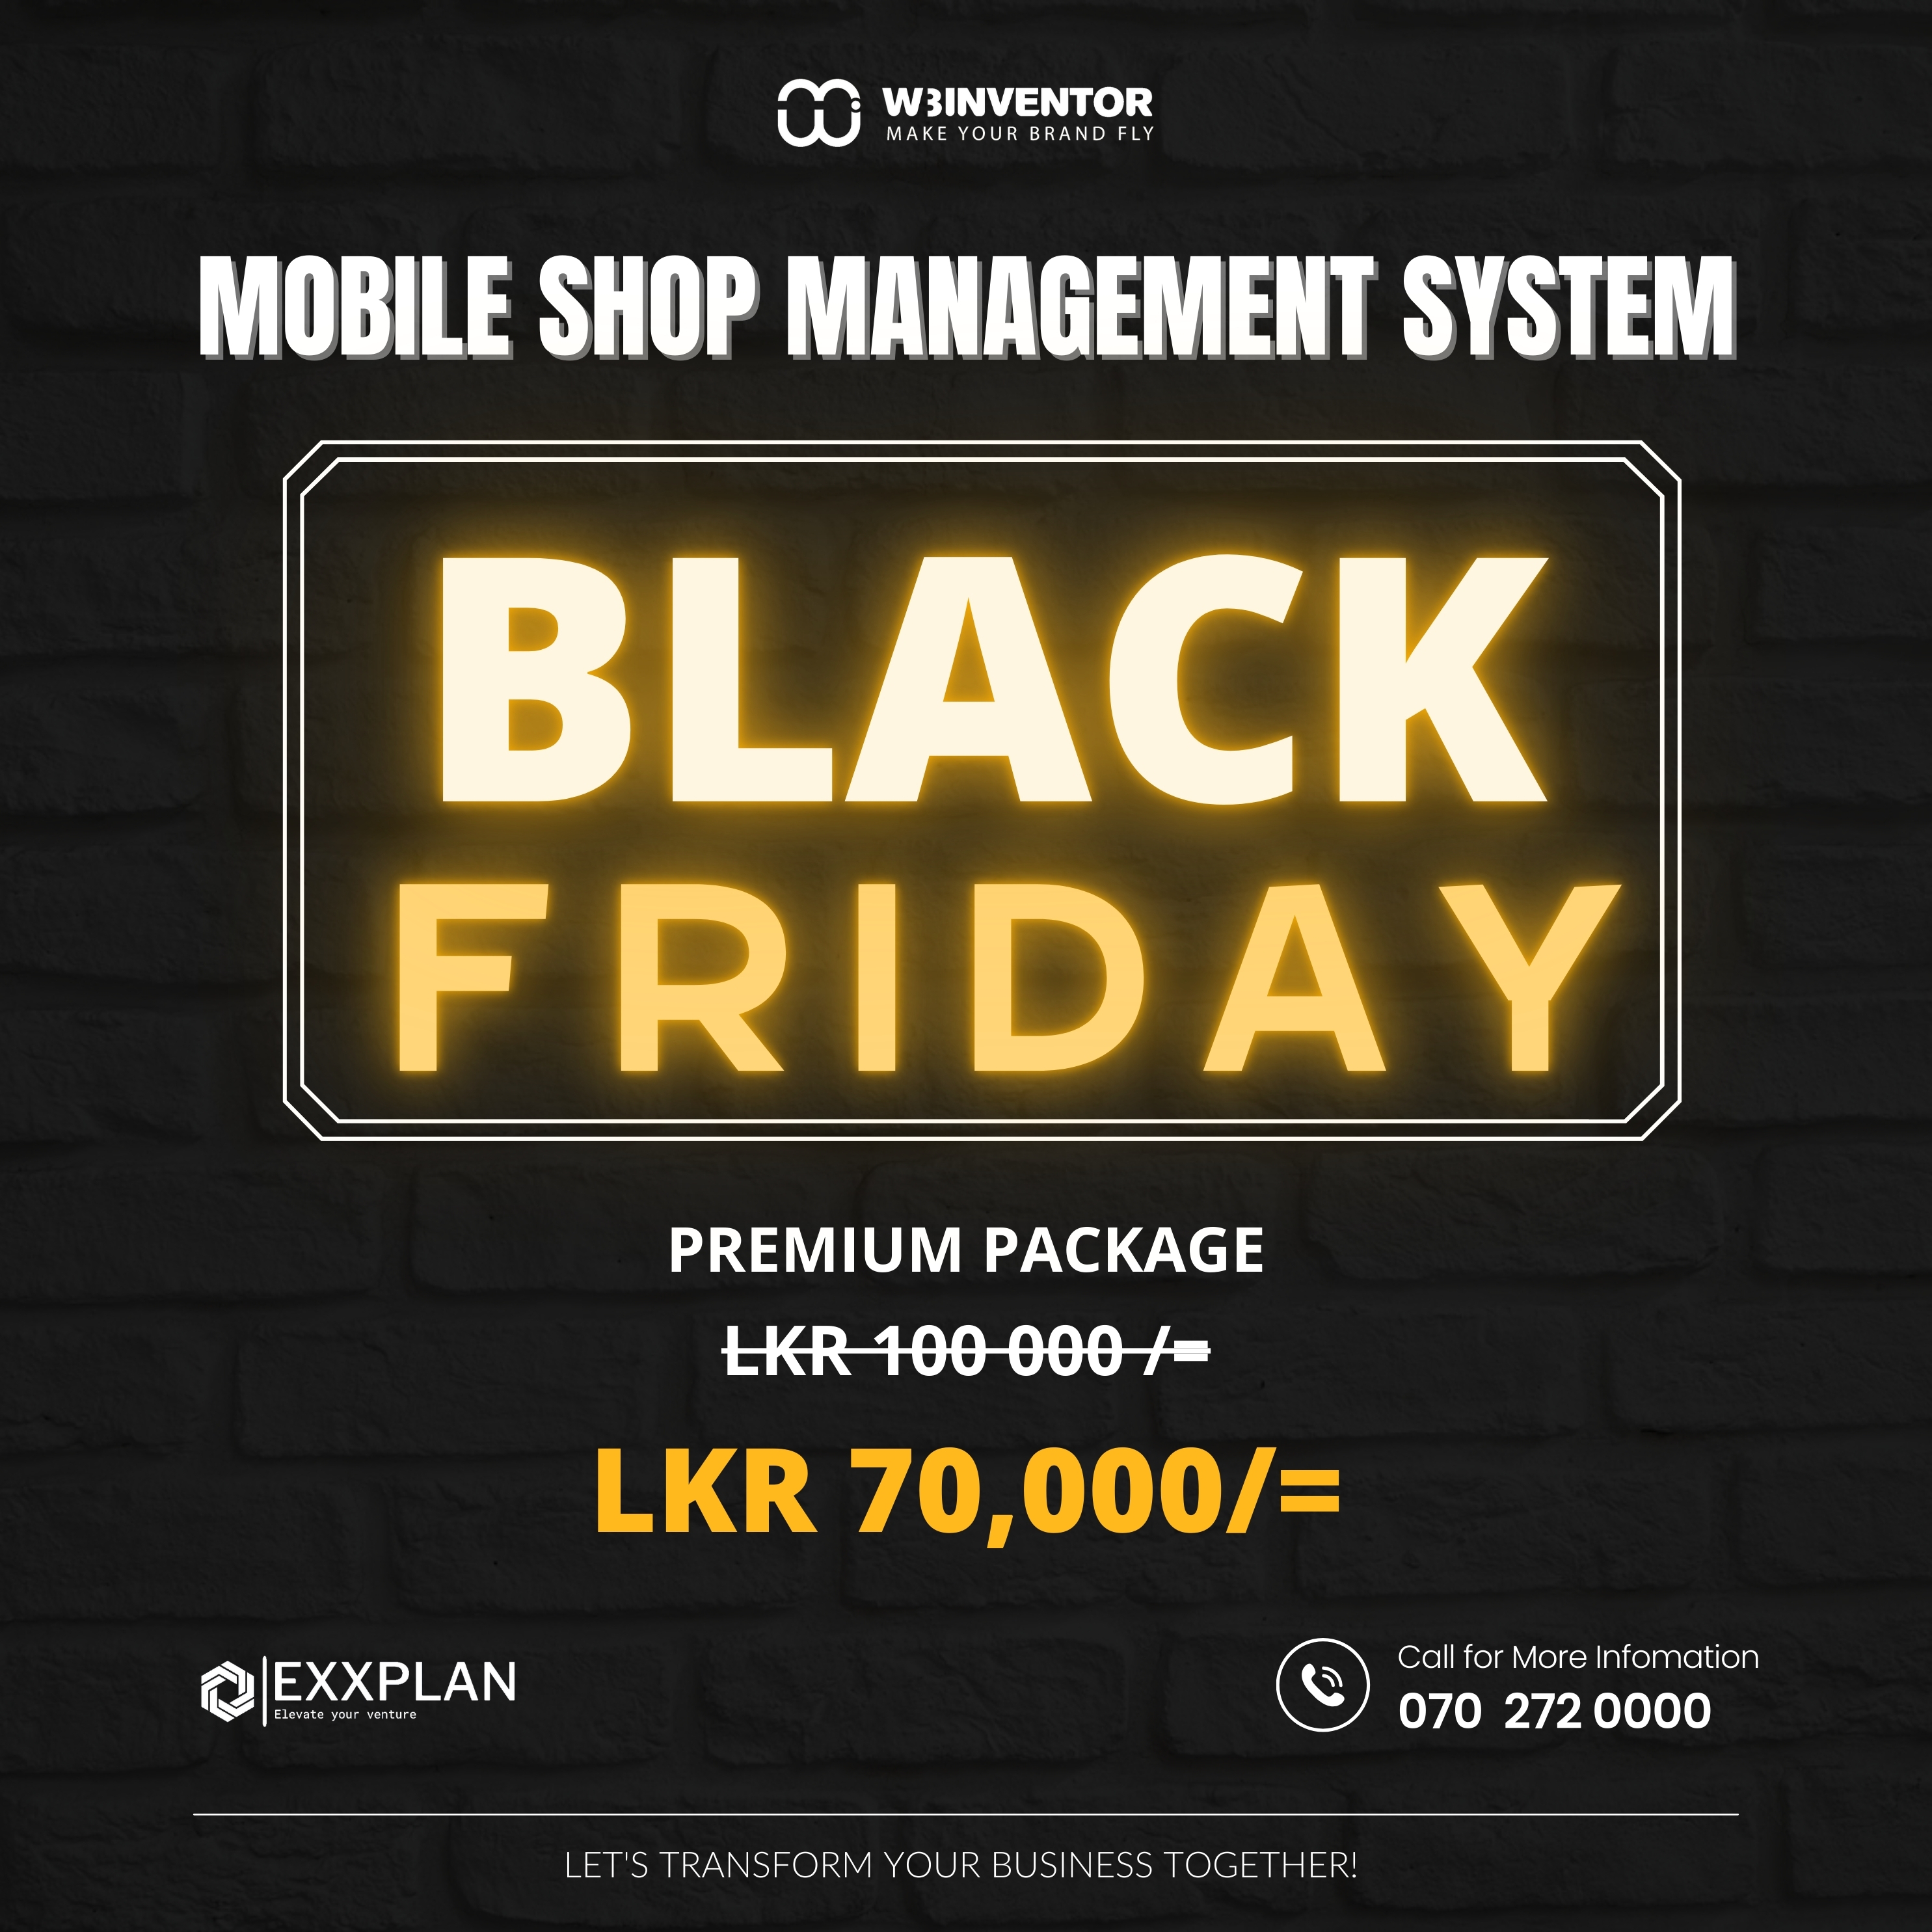 W3INVENTOR
MAKE YOUR BRAND FLY
MOBILE SHOP MANAGEMENT SYSTEM
BLACK
FRIDAY
PREMIUM PACKAGE
LKR 100 000 /=
LKR 70,000/=
EXXPLAN
Elevate your venture
Call for More Infomation
070 272 0000
LET'S TRANSFORM YOUR BUSINESS TOGETHER!